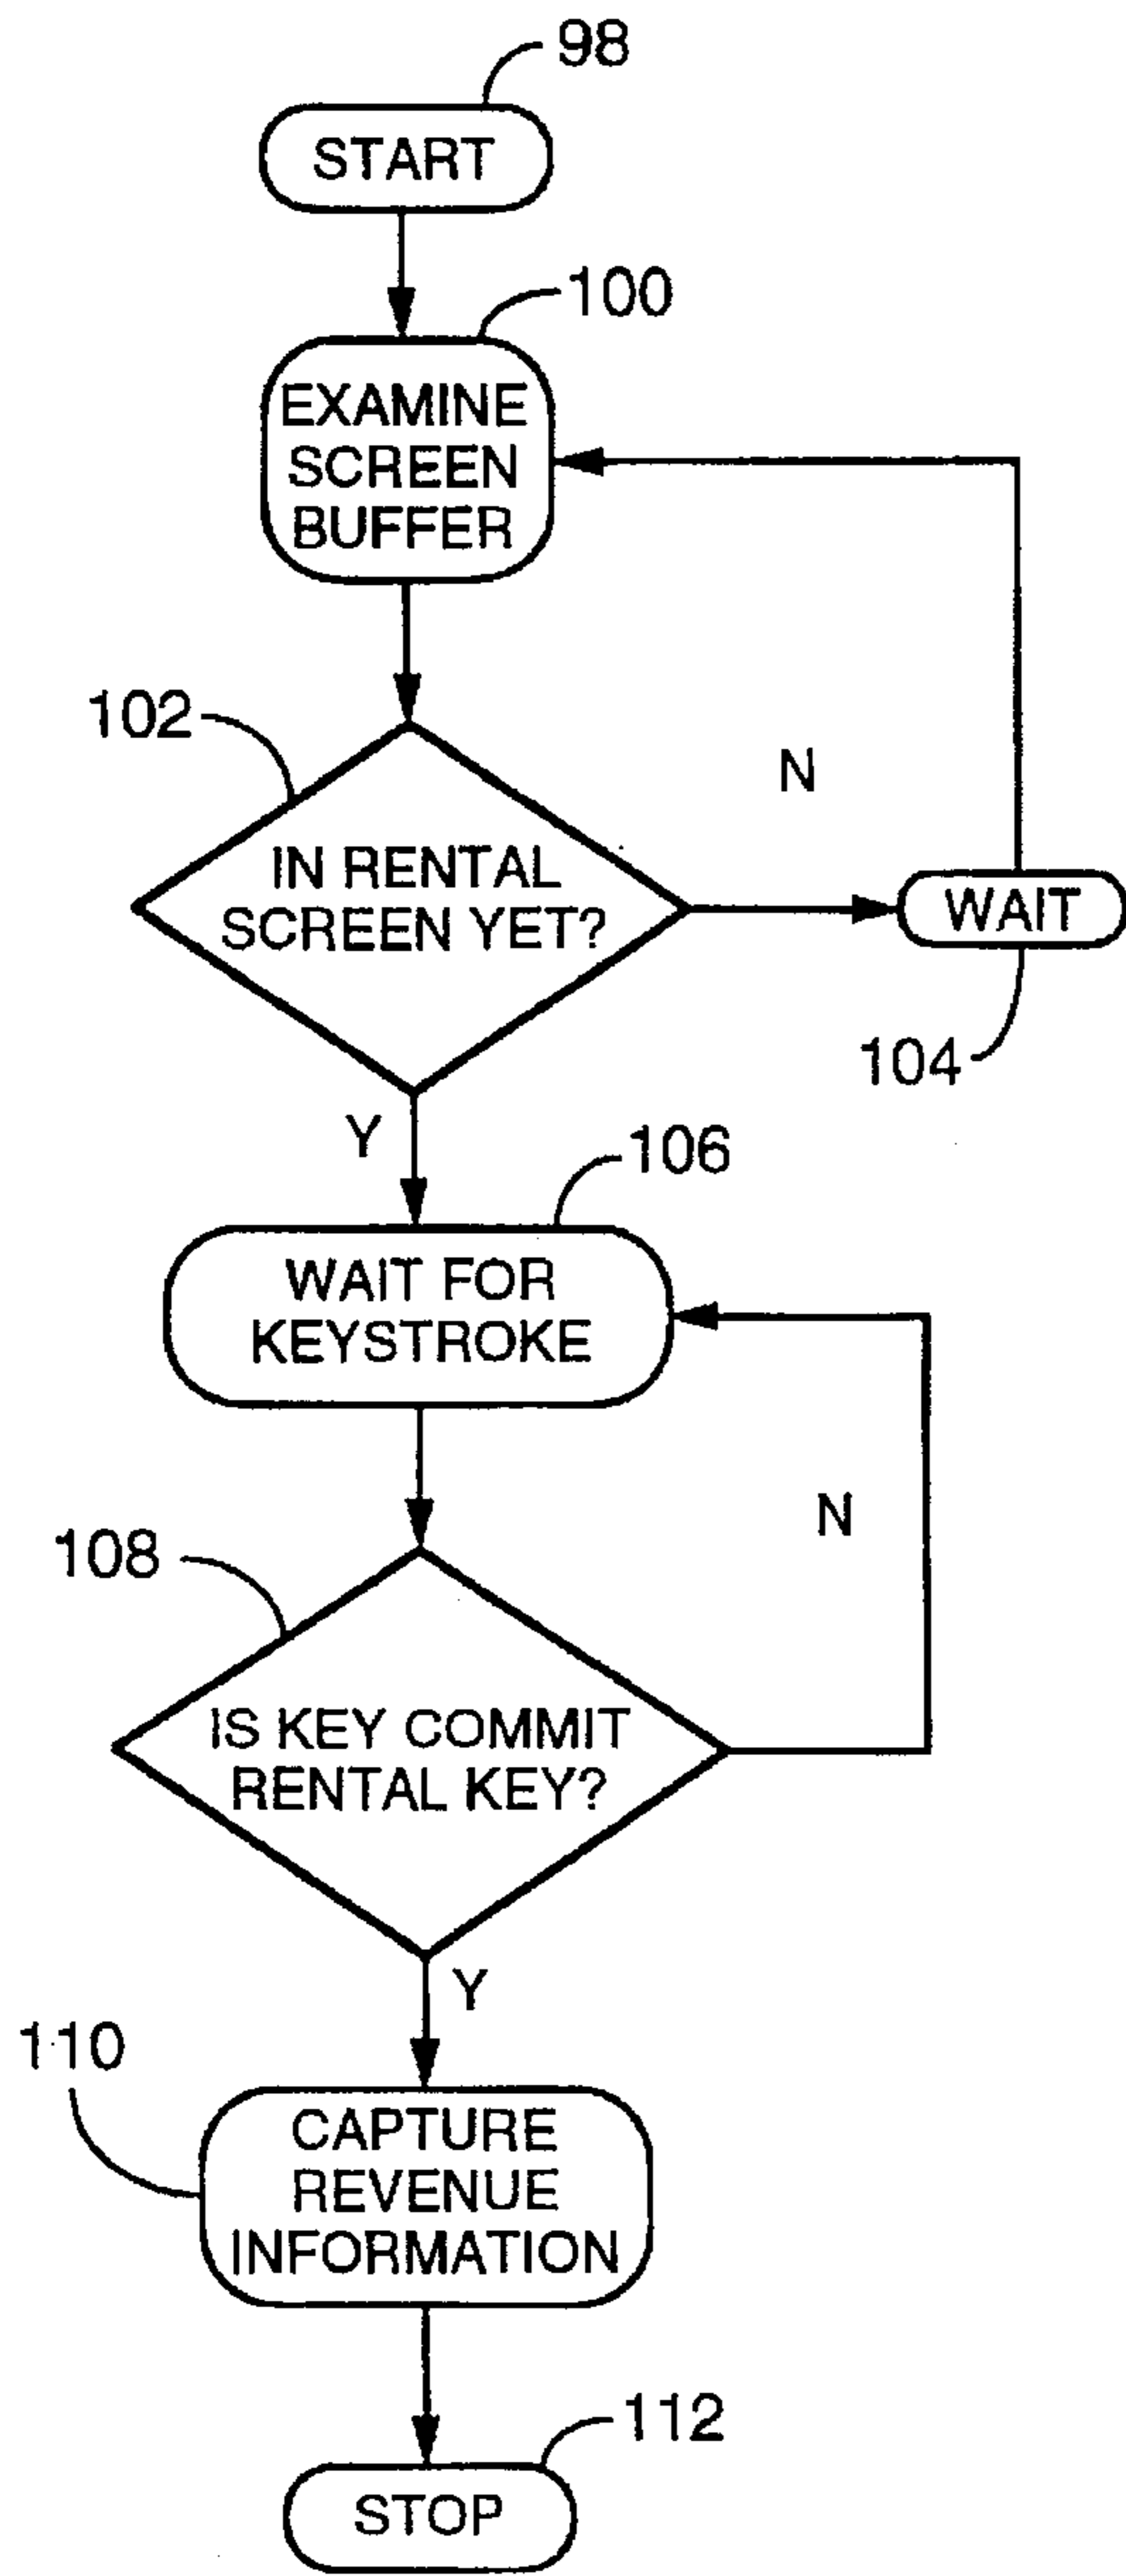 98
START
100
EXAMINE
SCREEN
BUFFER
102
N
IN RENTAL
SCREEN YET?
WAIT
104
Y
106
WAIT FOR
KEYSTROKE
N
108
IS KEY COMMIT
RENTAL KEY?
Y
110
CAPTURE
REVENUE
INFORMATION
112
STOP